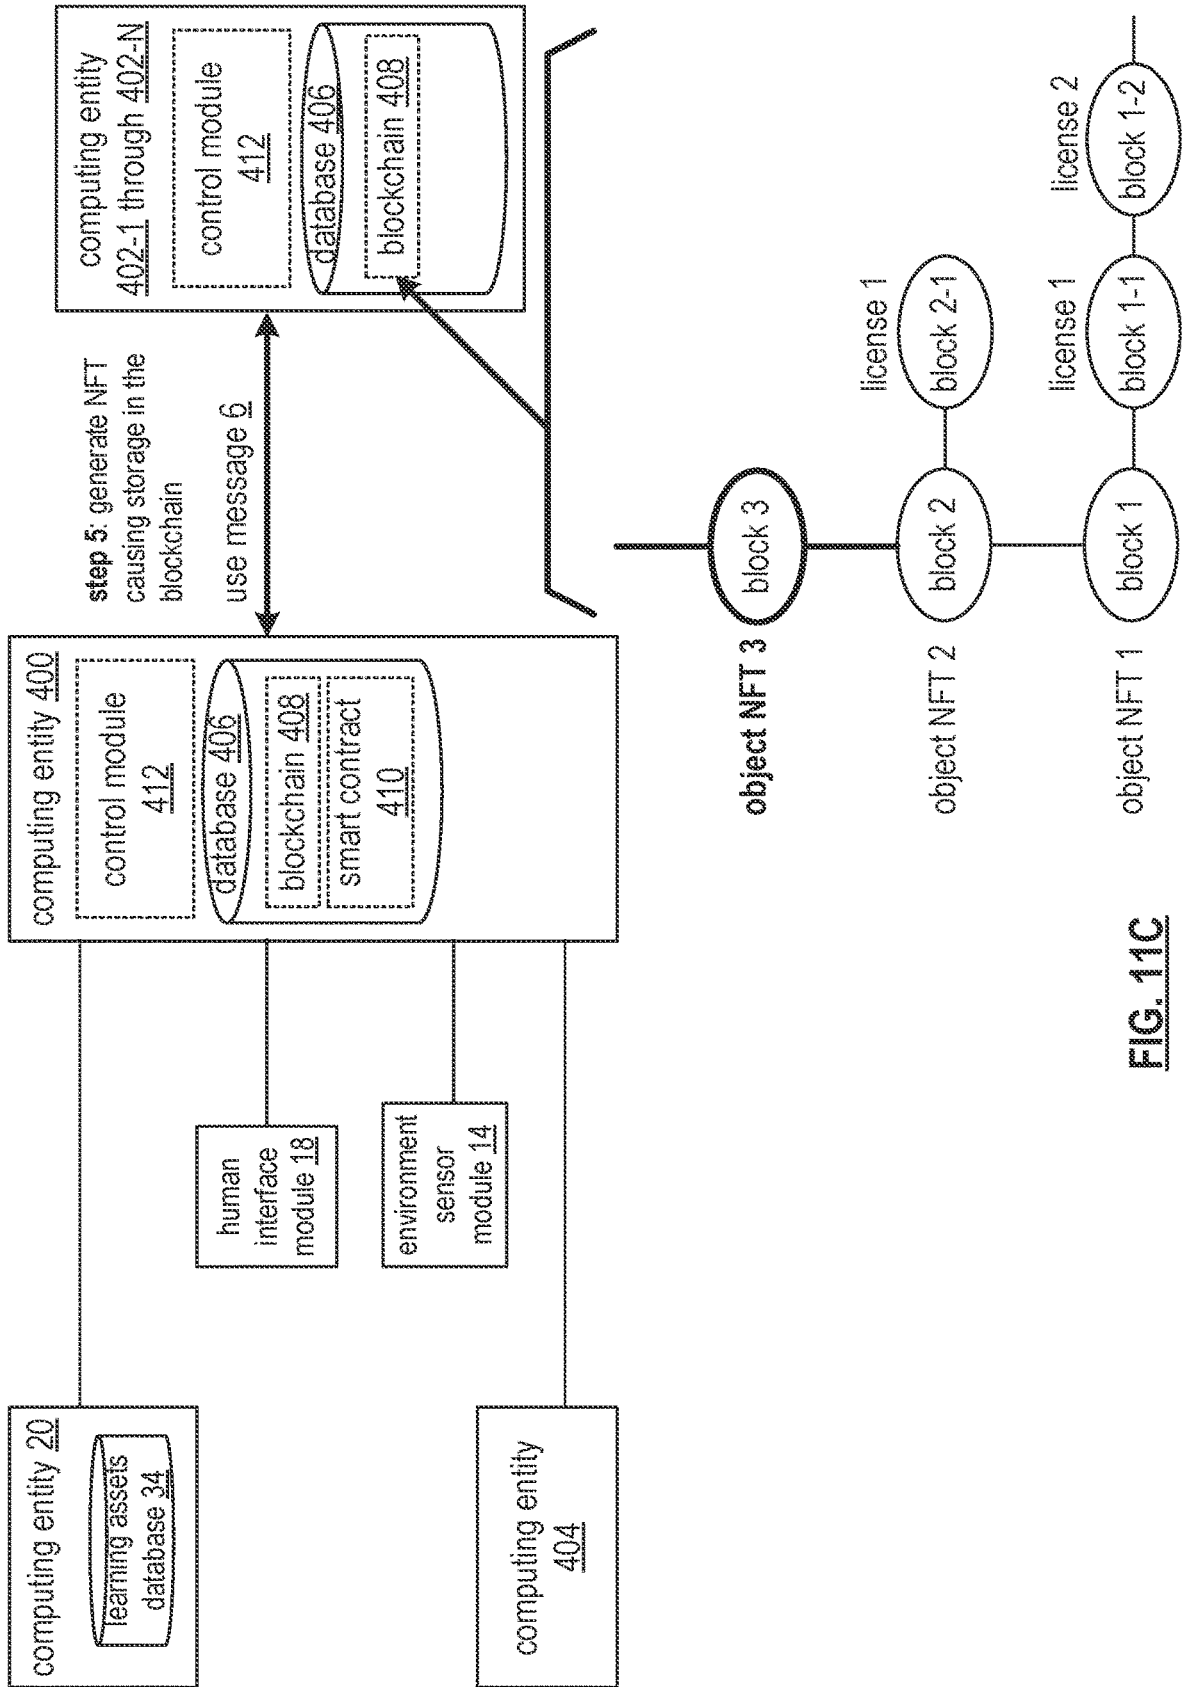 computing entity 20
learning assets
database 34
computing entity
404
human
interface
module 18
environment
sensor
module 14
computing entity 400
control module
412
database 406
blockchain 408
smart contract
410
step 5: generate NFT
causing storage in the
blockchain
use message 6
computing entity
402-1 through 402-N
control module
412
database 406
blockchain 408
object NFT 3
block 3
object NFT 2
block 2
license 1
block 2-1
object NFT 1
block 1
license 1
block 1-1
license 2
block 1-2
FIG. 11C